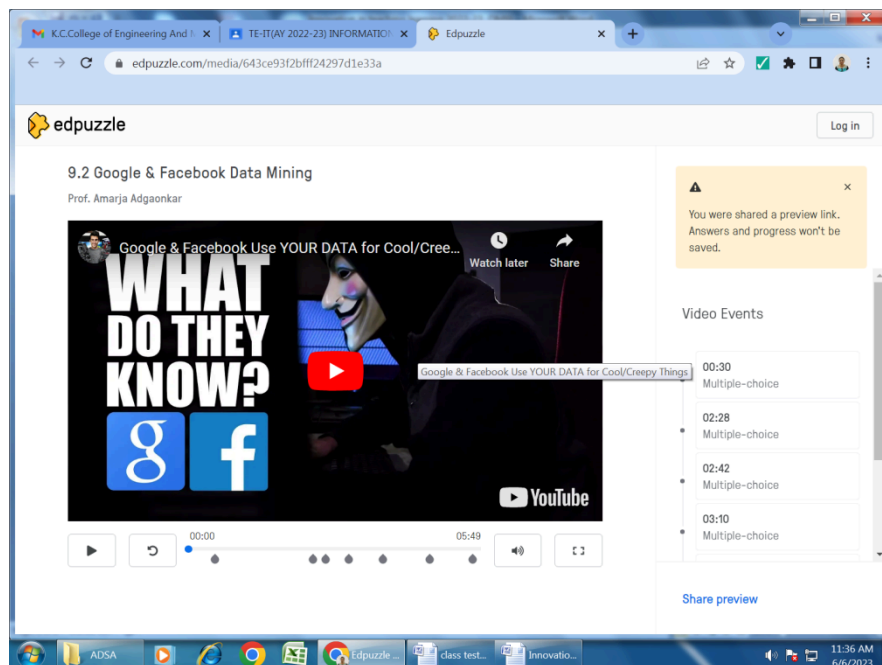 K.C.College of Engineering And
TE-IT(AY 2022-23) INFORMATION
Edpuzzle
edpuzzle.com/media/643ce93f2bfff24297d1e33a
edpuzzle
Log in
9.2 Google & Facebook Data Mining
Prof. Amarja Adgaonkar
Google & Facebook Use YOUR DATA for Cool/Cree...
Watch later
Share
WHAT
DO THEY
KNOW?
g f
Google & Facebook Use YOUR DATA for Cool/Creepy Things
YouTube
00:00
05:49
You were shared a preview link.
Answers and progress won't be
saved.
Video Events
00:30
Multiple-choice
02:28
Multiple-choice
02:42
Multiple-choice
03:10
Multiple-choice
Share preview
ADSA
Edpuzzle ...
class test...
Innovatio...
11:36 AM
6/6/2023